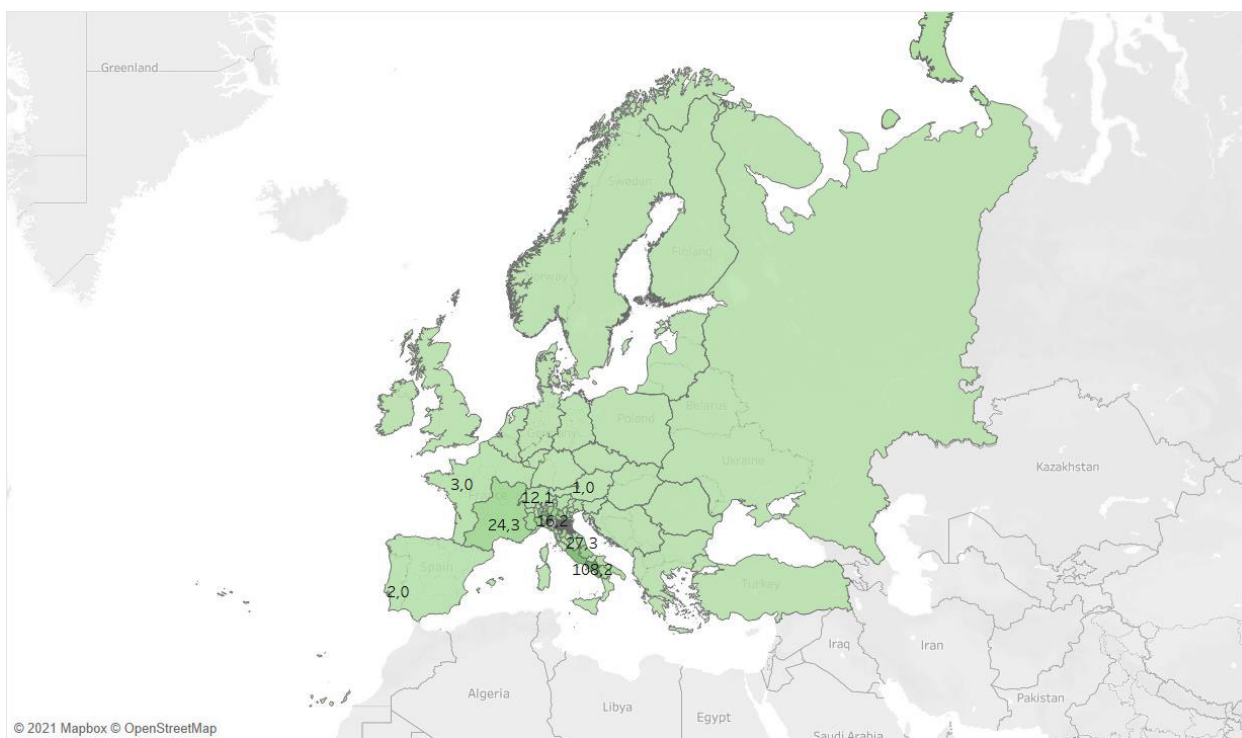 Greenland
Sweden
Finland
Norway
Poland
Belarus
Ukraine
Kazakhstan
3,0
12,1
1,0
France
24,3
16,2
27,3
108,2
Spain
2,0
Turkey
Iraq
Iran
Algeria
Libya
Egypt
Pakistan
Saudi Arabia
© 2021 Mapbox © OpenStreetMap